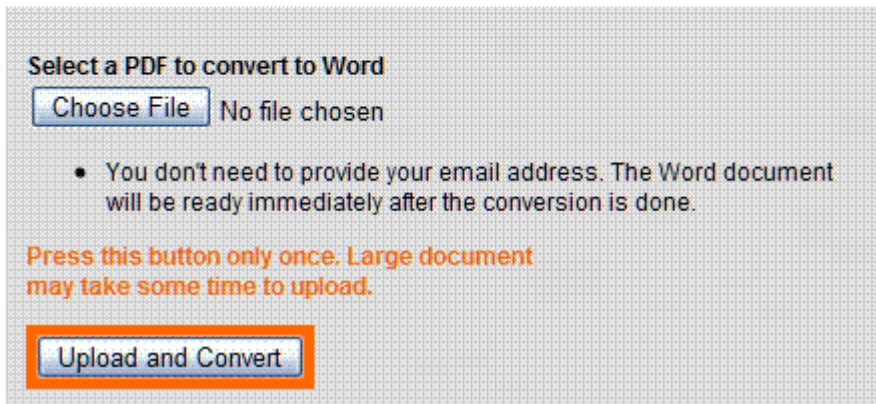 Select a PDF to convert to Word
Choose File No file chosen
• You don't need to provide your email address. The Word document
will be ready immediately after the conversion is done.
Press this button only once. Large document
may take some time to upload.
Upload and Convert